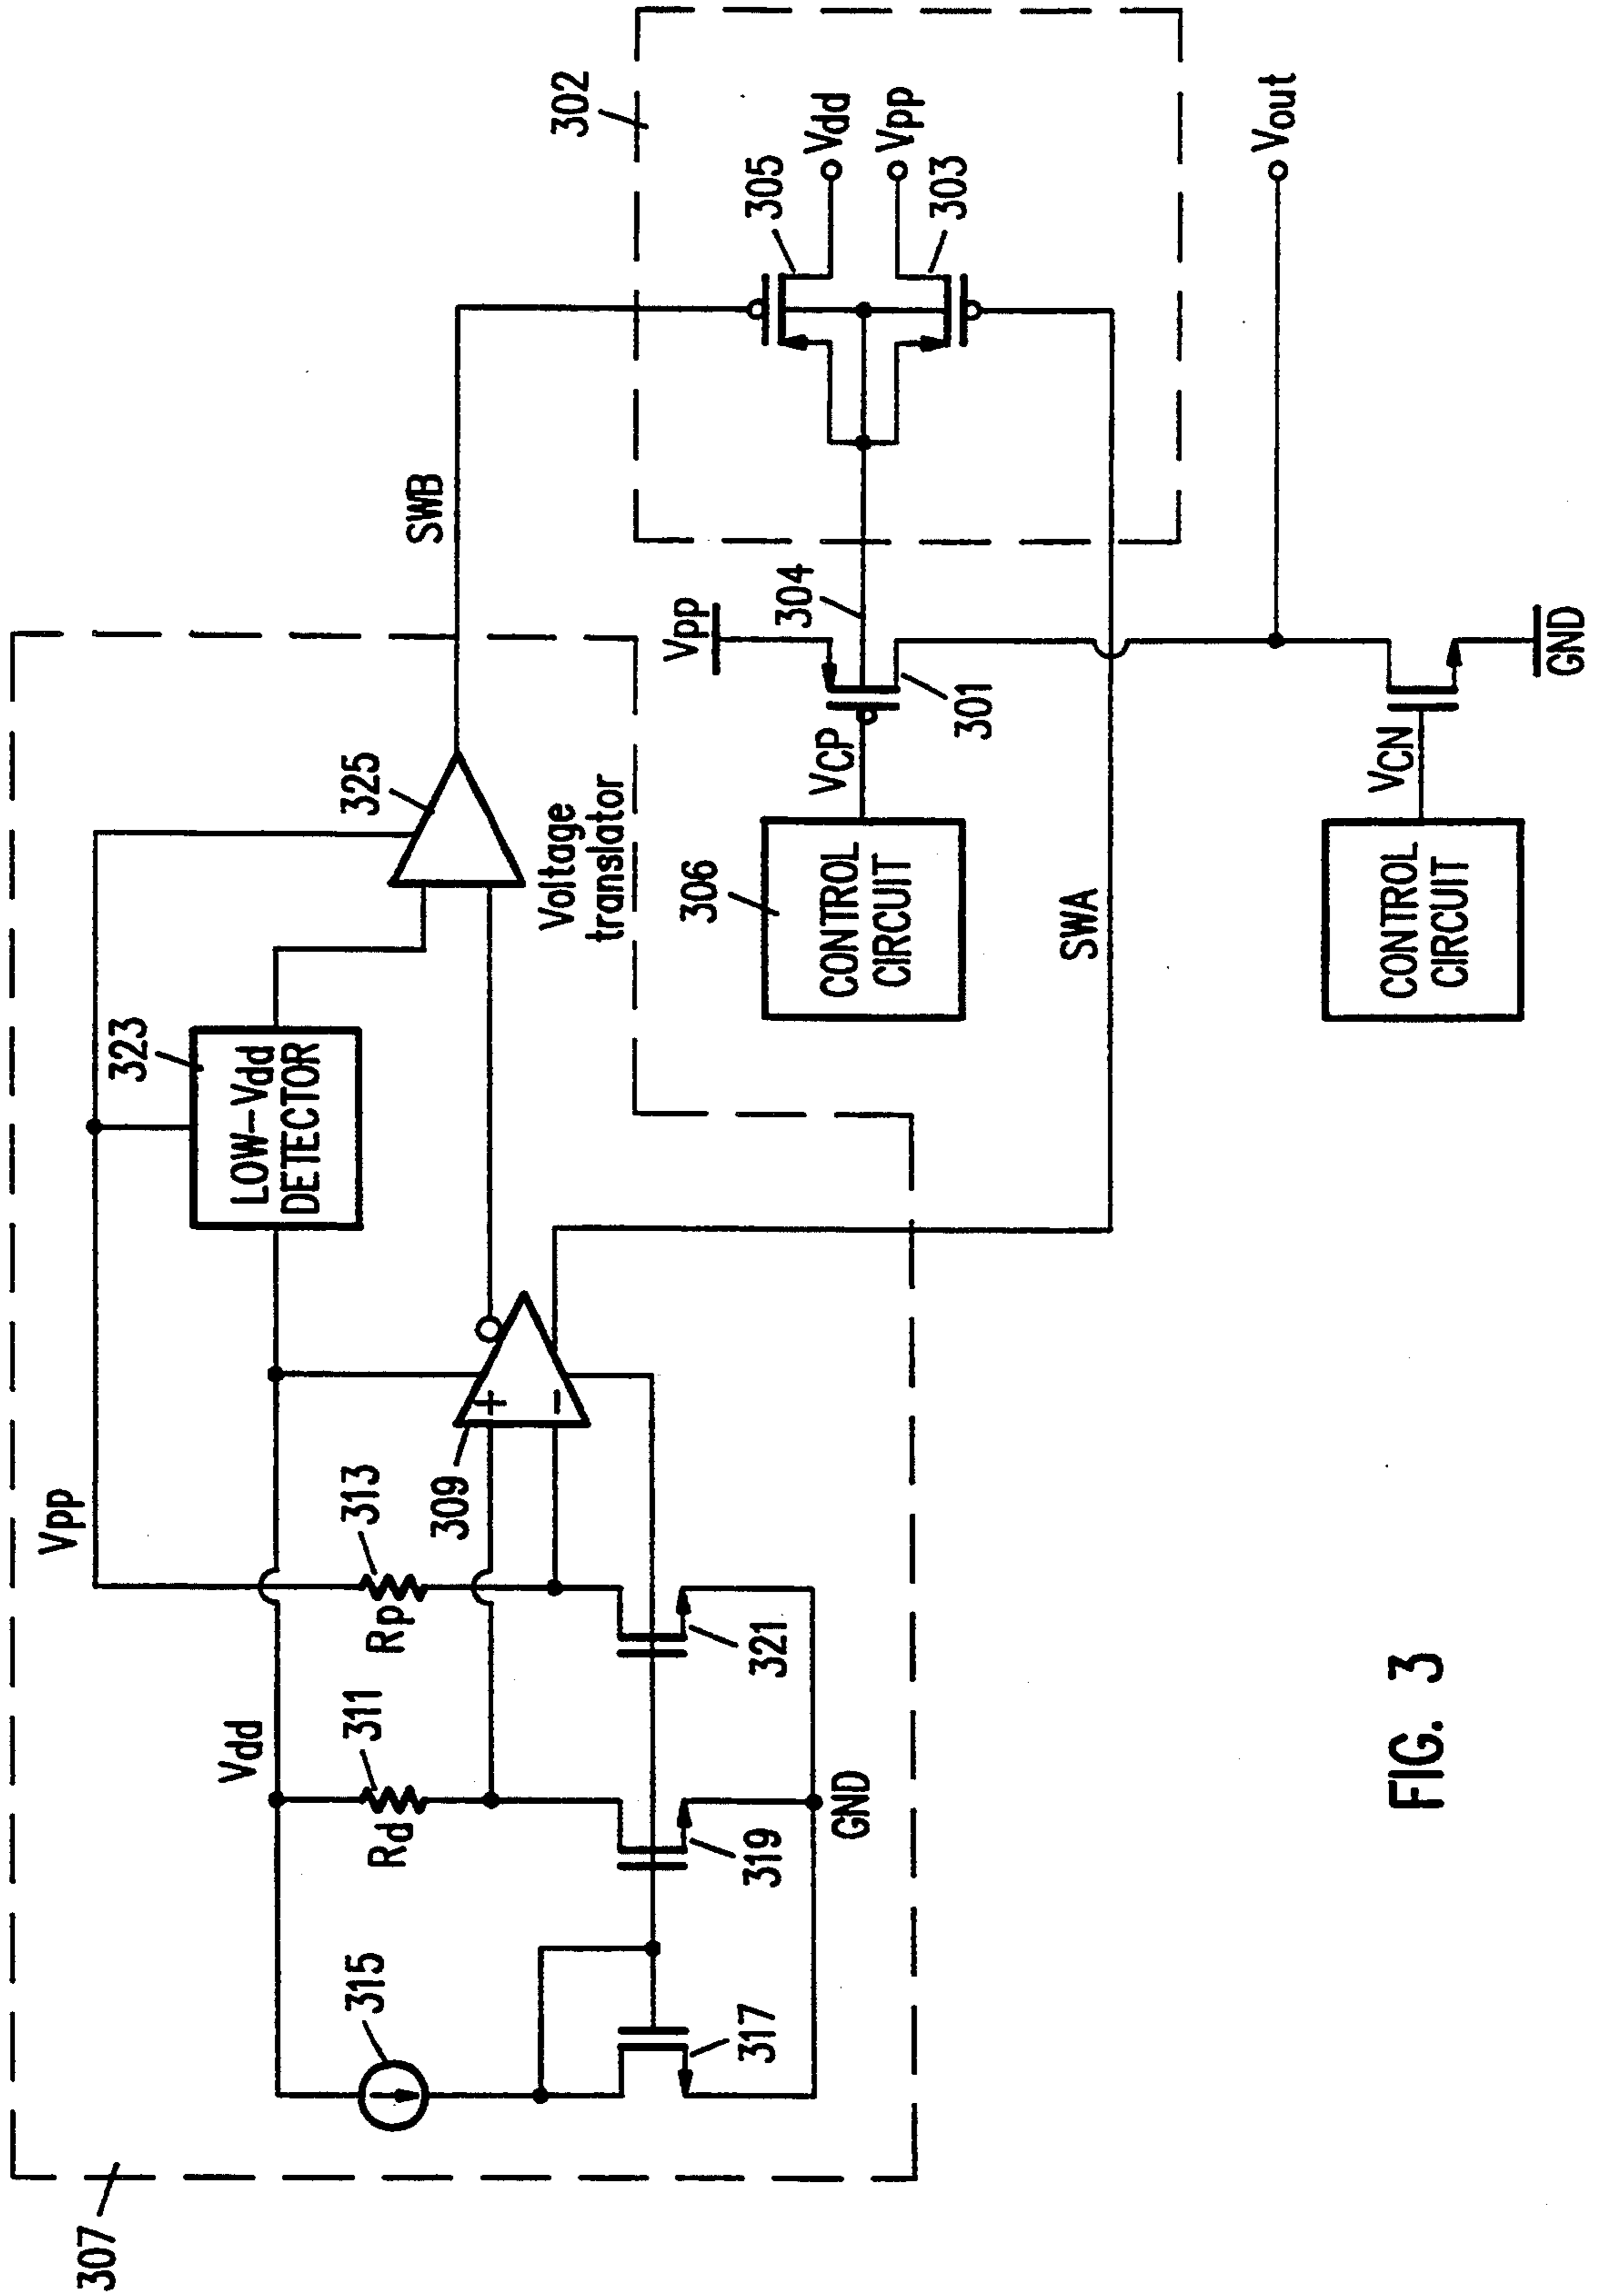 307
Vpp
Vdd
315
311
Rd
313
Rp
309
+
−
317
319
321
GND
323
LOW-Vdd
DETECTOR
325
Voltage
translator
SWB
SWA
302
305
Vdd
Vpp
303
Vpp
304
301
306
CONTROL
CIRCUIT
VCP
Vout
CONTROL
CIRCUIT
VCN
GND
FIG. 3